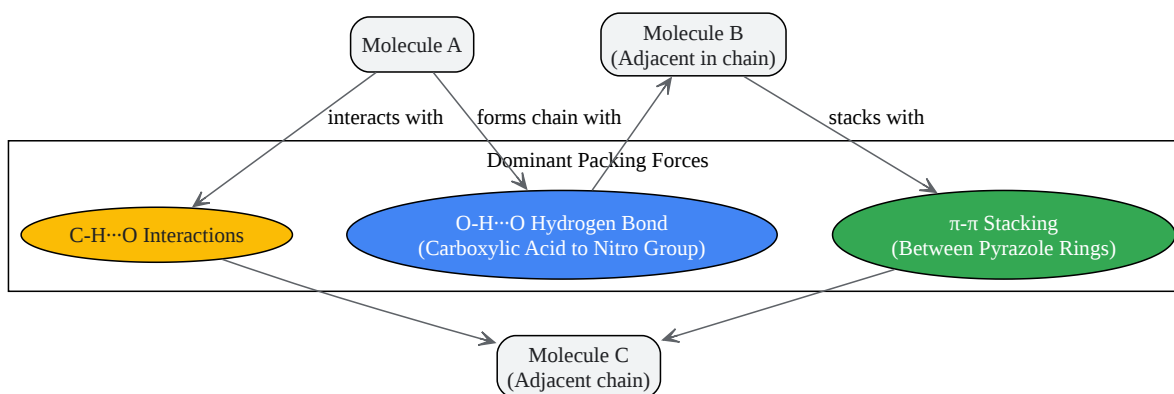 Molecule A
Molecule B
(Adjacent in chain)
interacts with
forms chain with
stacks with
Dominant Packing Forces
C-H···O Interactions
O-H···O Hydrogen Bond
(Carboxylic Acid to Nitro Group)
π-π Stacking
(Between Pyrazole Rings)
Molecule C
(Adjacent chain)